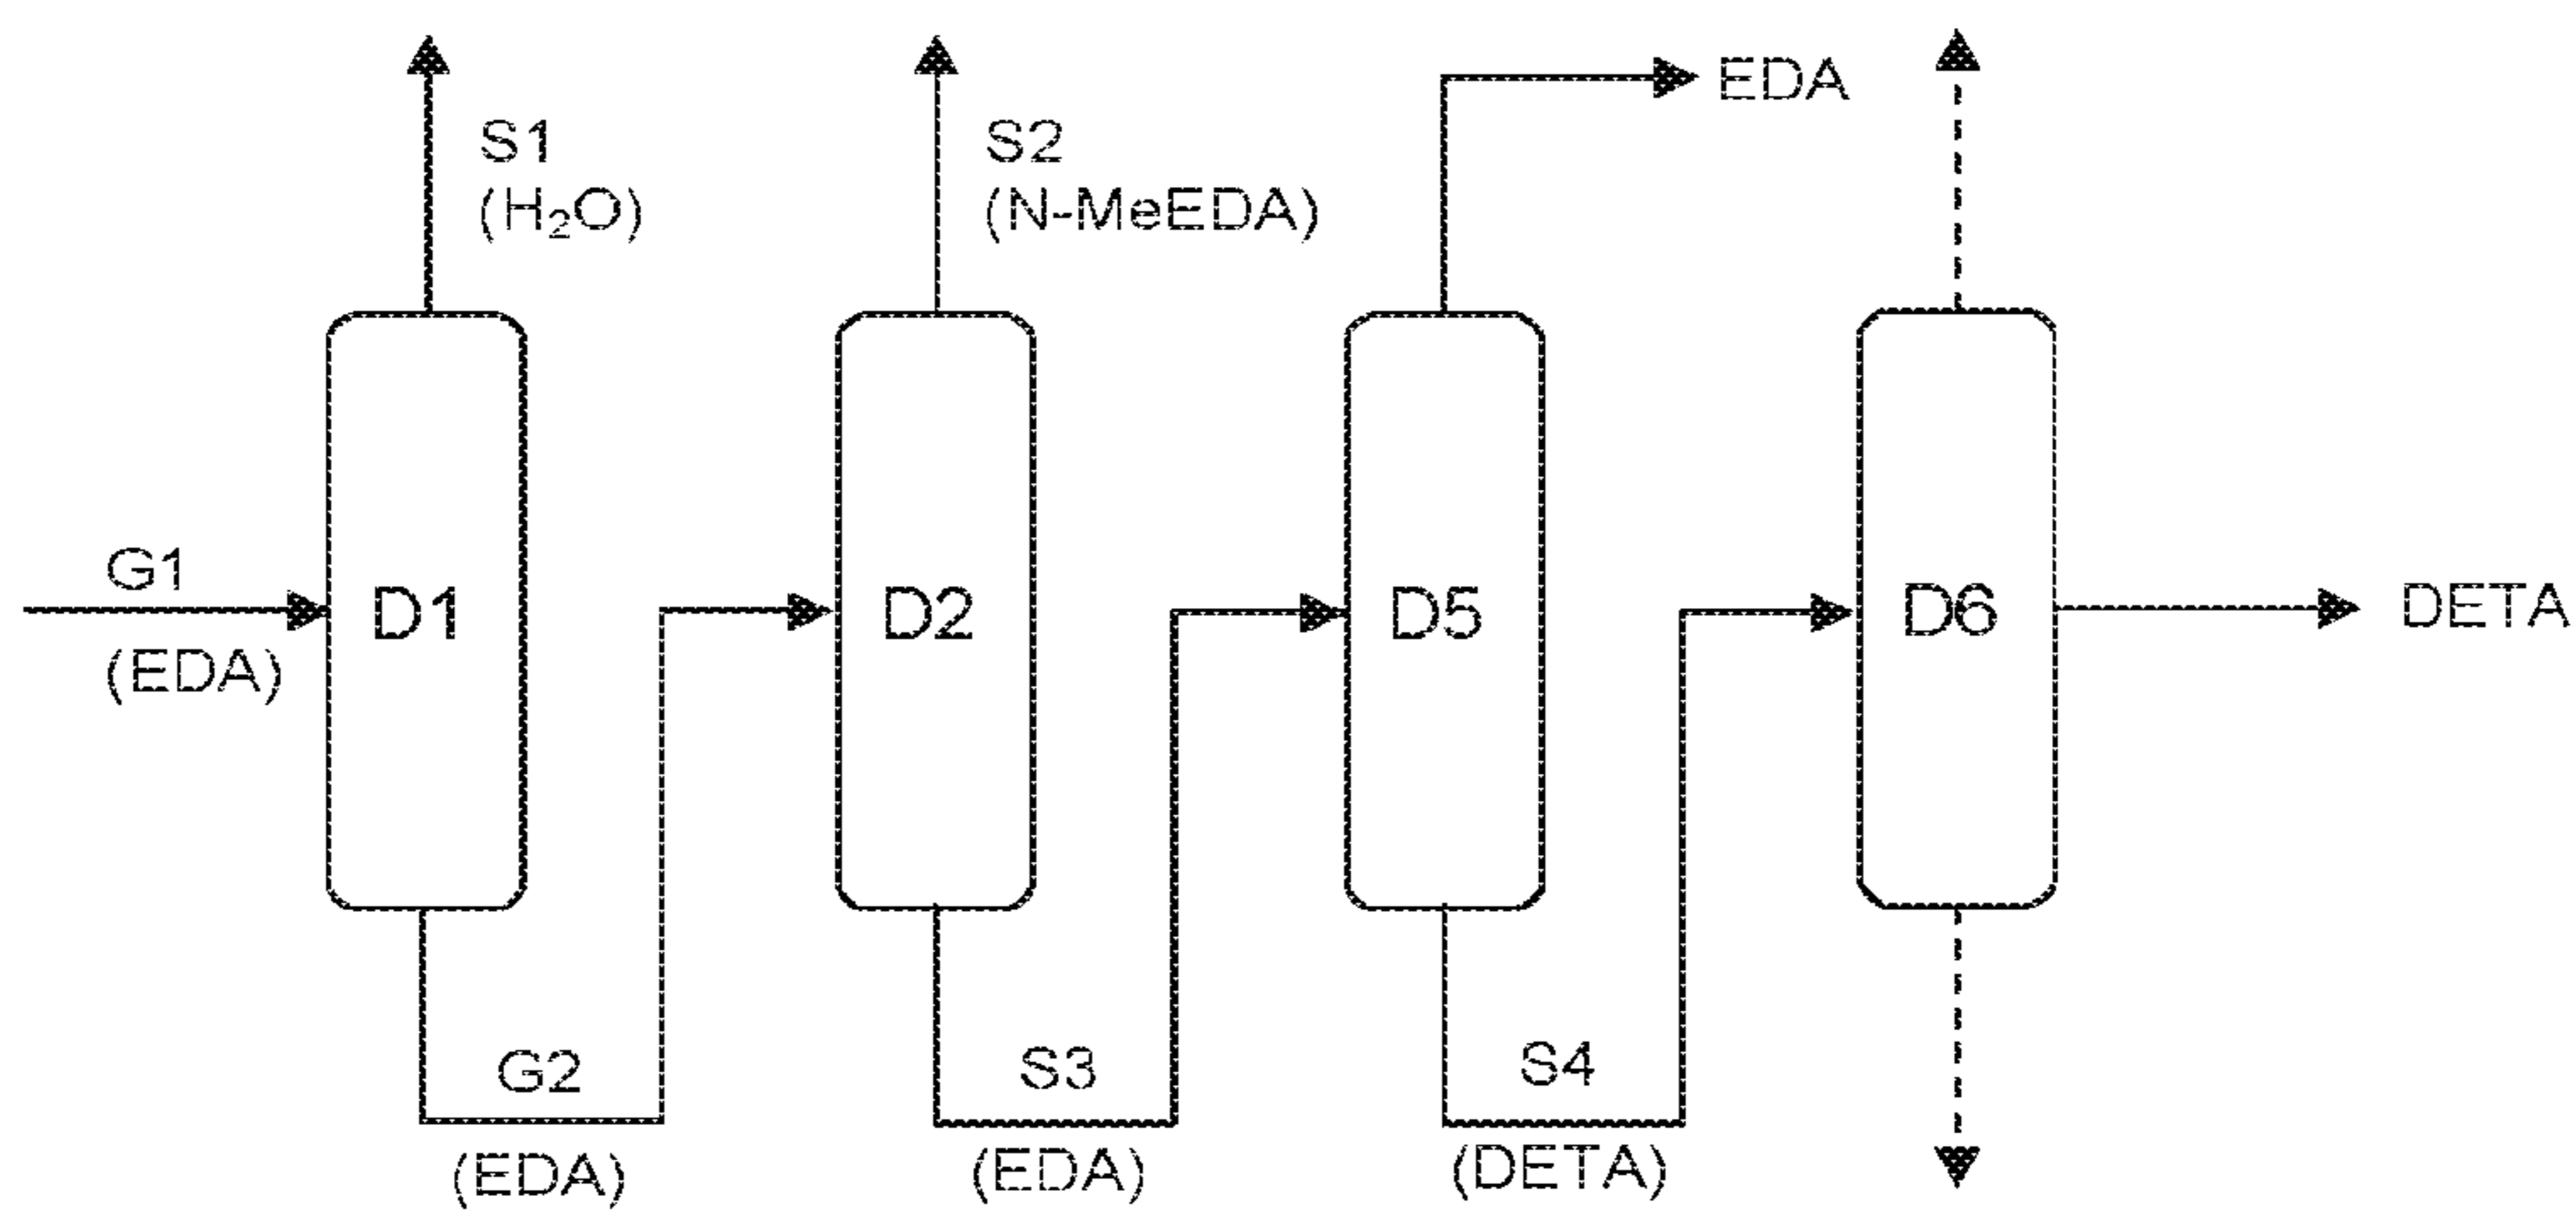 S1
(H₂O)
S2
(N-MeEDA)
EDA
G1
(EDA)
D1
D2
D5
D6
DETA
G2
(EDA)
S3
(EDA)
S4
(DETA)